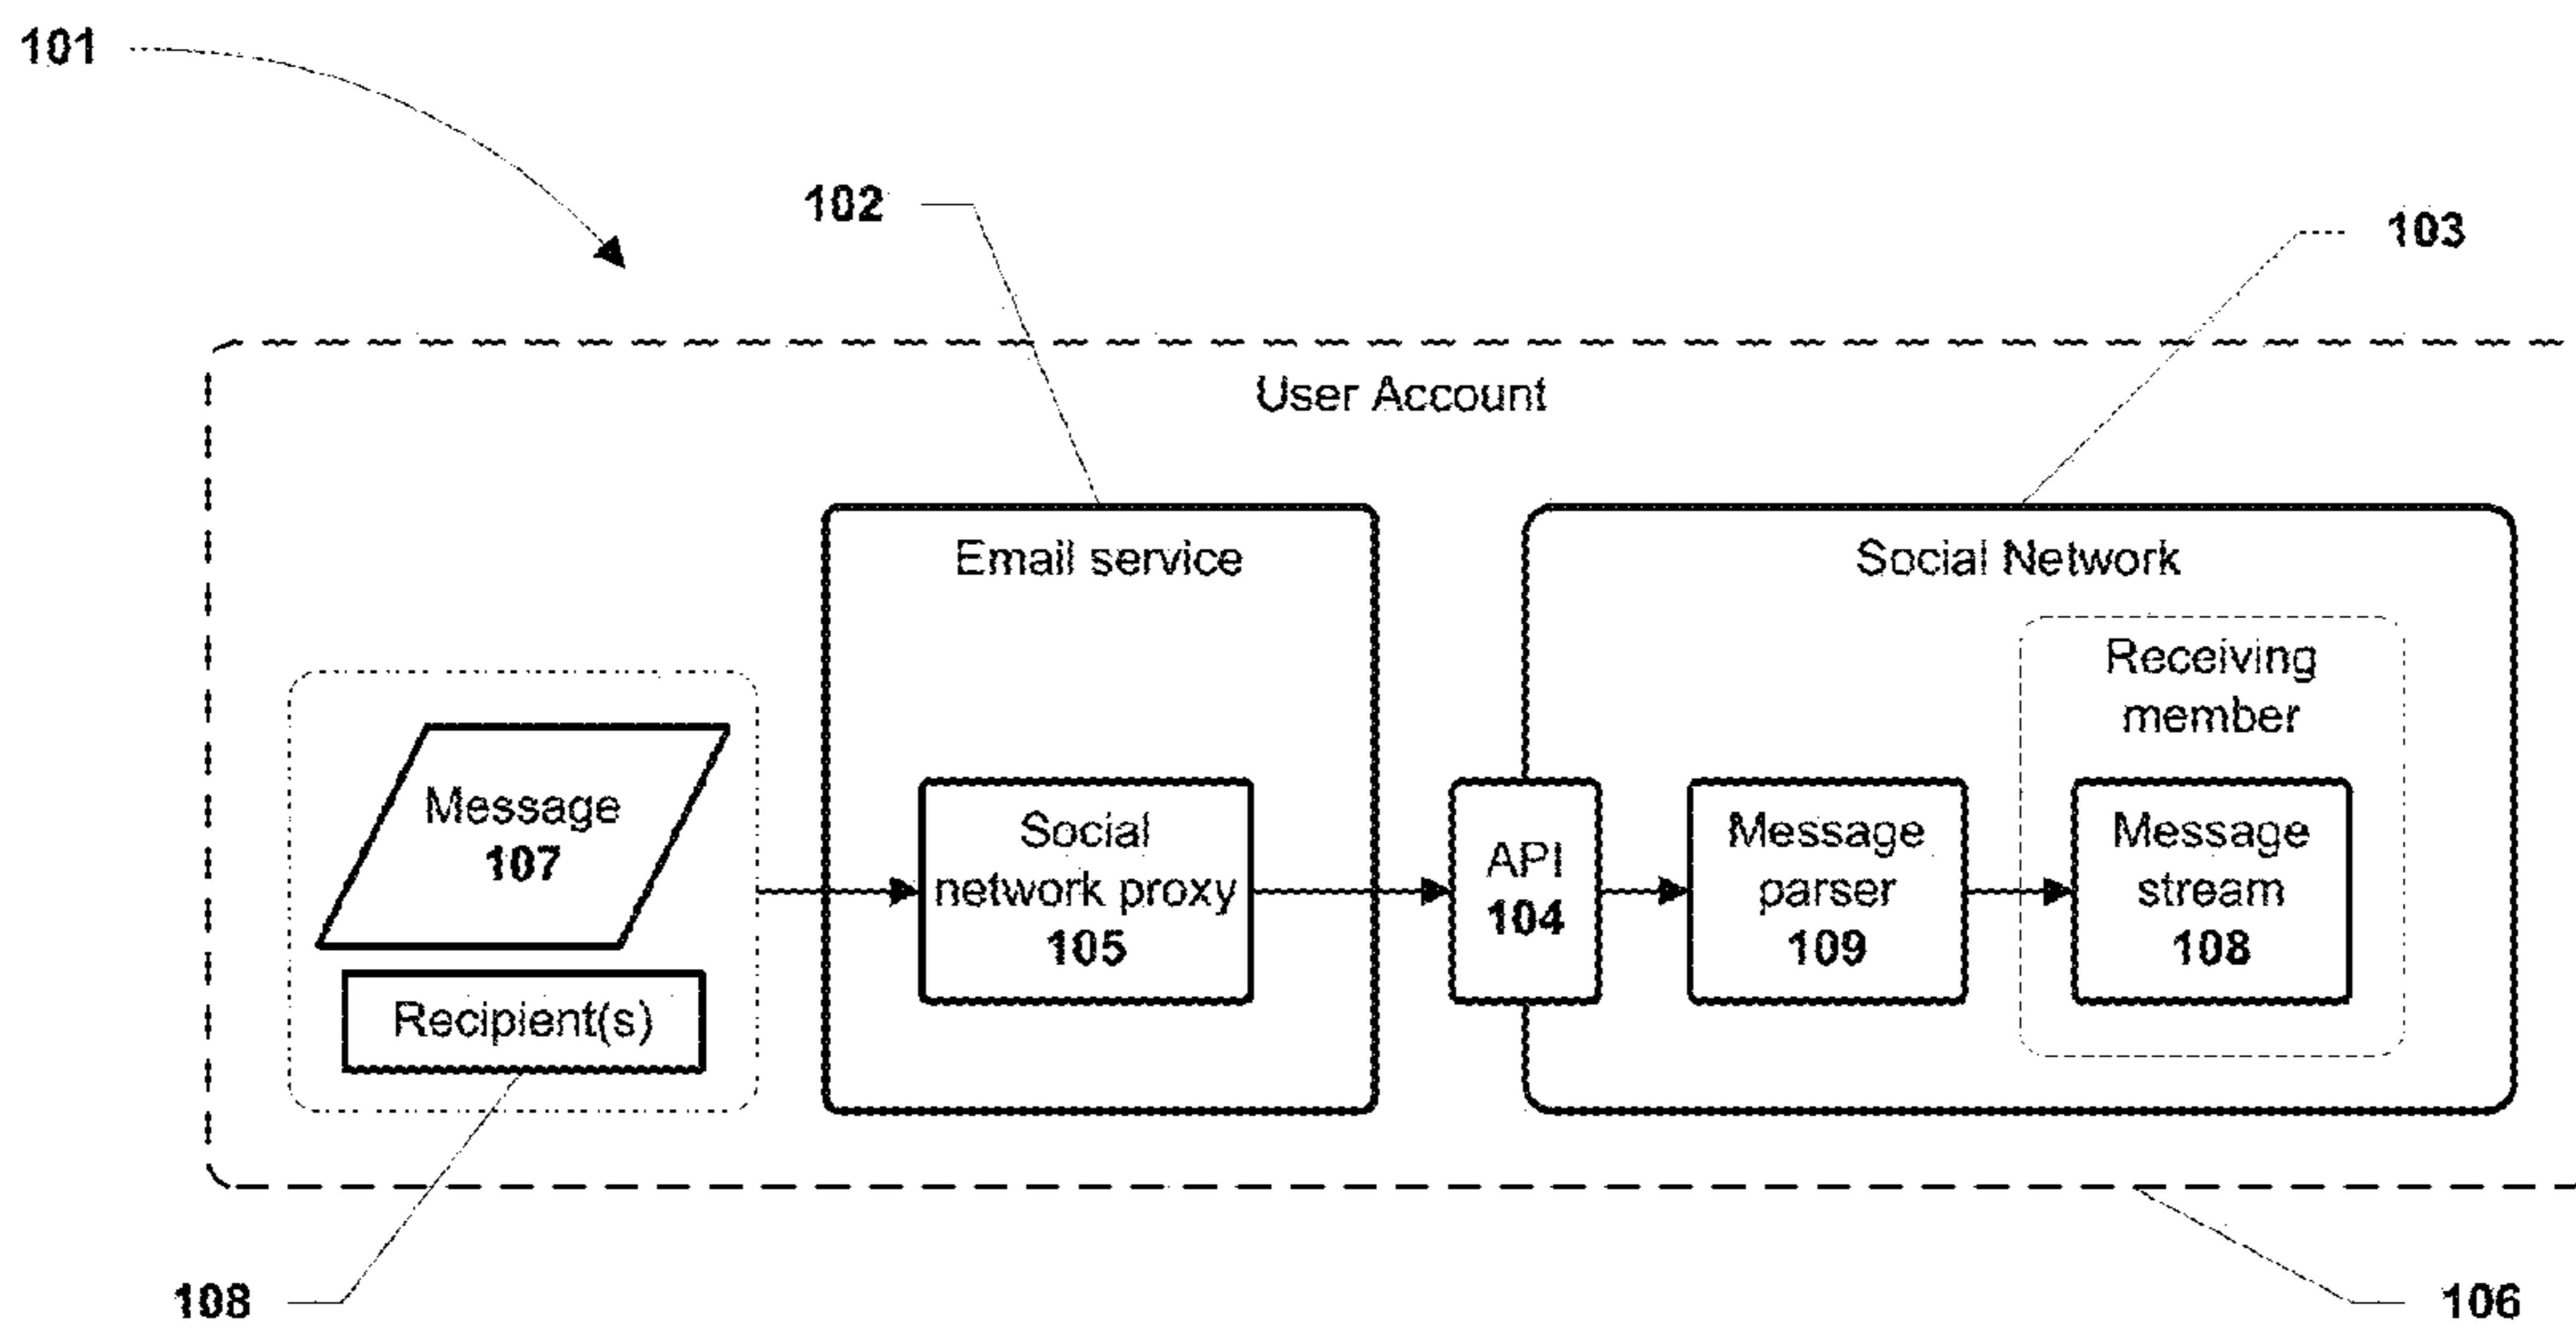 101
102
103
User Account
Email service
Social Network
Receiving
member
Message
107
Recipient(s)
Social
network proxy
105
API
104
Message
parser
109
Message
stream
108
108
106